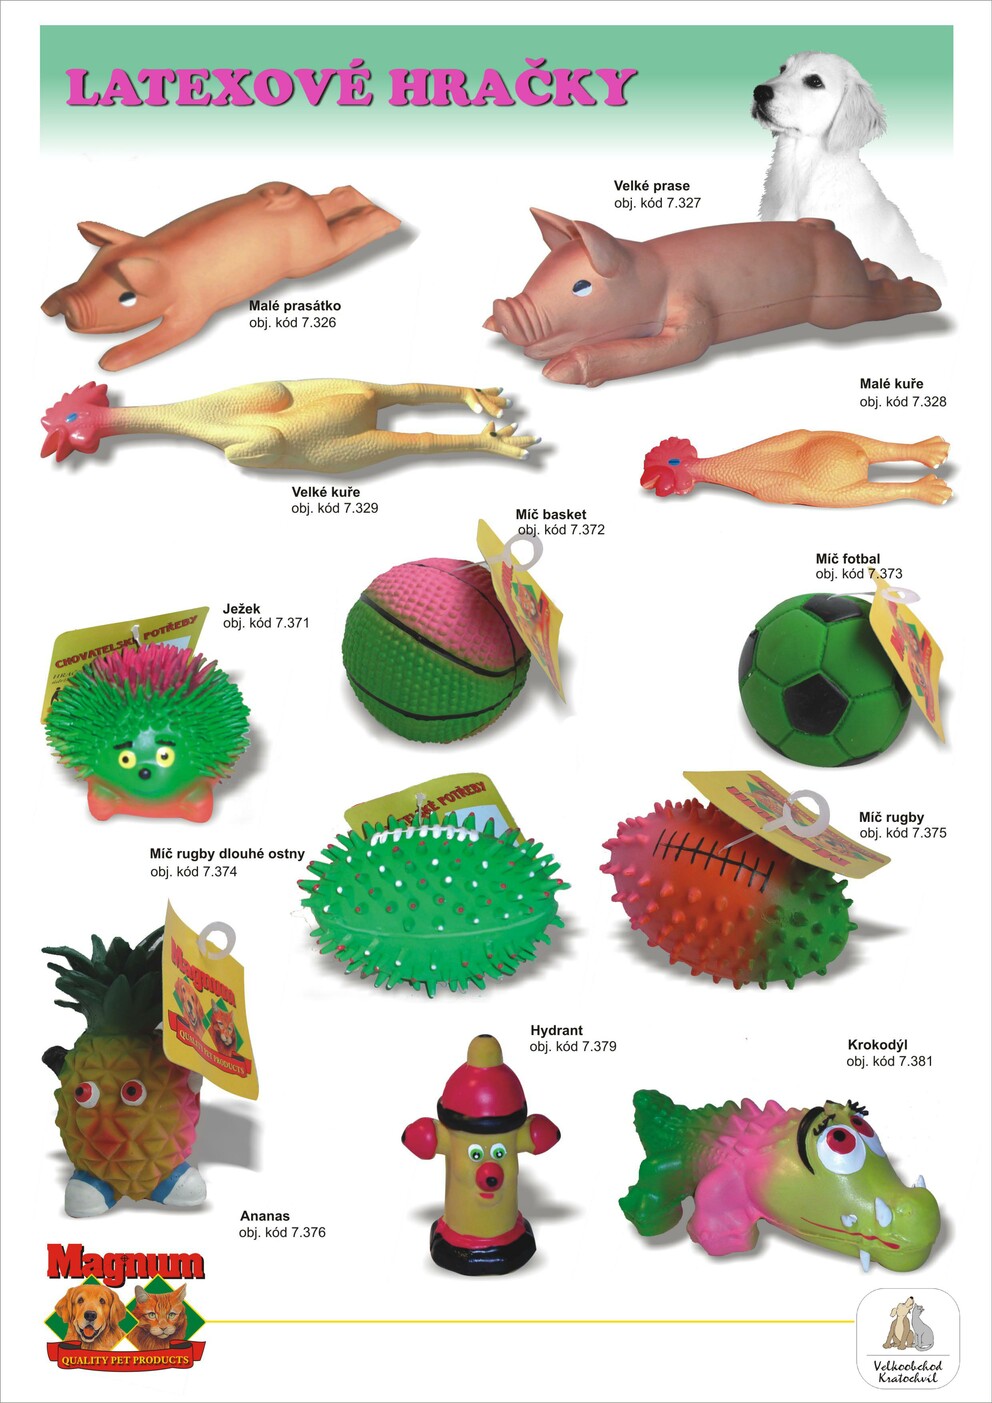 LATEXOVÉ HRAČKY
Velké prase
obj. kód 7.327
Malé prasátko
obj. kód 7.326
Malé kuře
obj. kód 7.328
Velké kuře
obj. kód 7.329
Míč basket
obj. kód 7.372
Míč fotbal
obj. kód 7.373
Ježek
obj. kód 7.371
CHOVATELSKÉ POTŘEBY
POTŘEBY
Míč rugby
obj. kód 7.375
Míč rugby dlouhé ostny
obj. kód 7.374
Magnum
QUALITY PET PRODUCTS
Hydrant
obj. kód 7.379
Krokodýl
obj. kód 7.381
Ananas
obj. kód 7.376
Magnum
QUALITY PET PRODUCTS
Velkoobchod
Kratochvíl